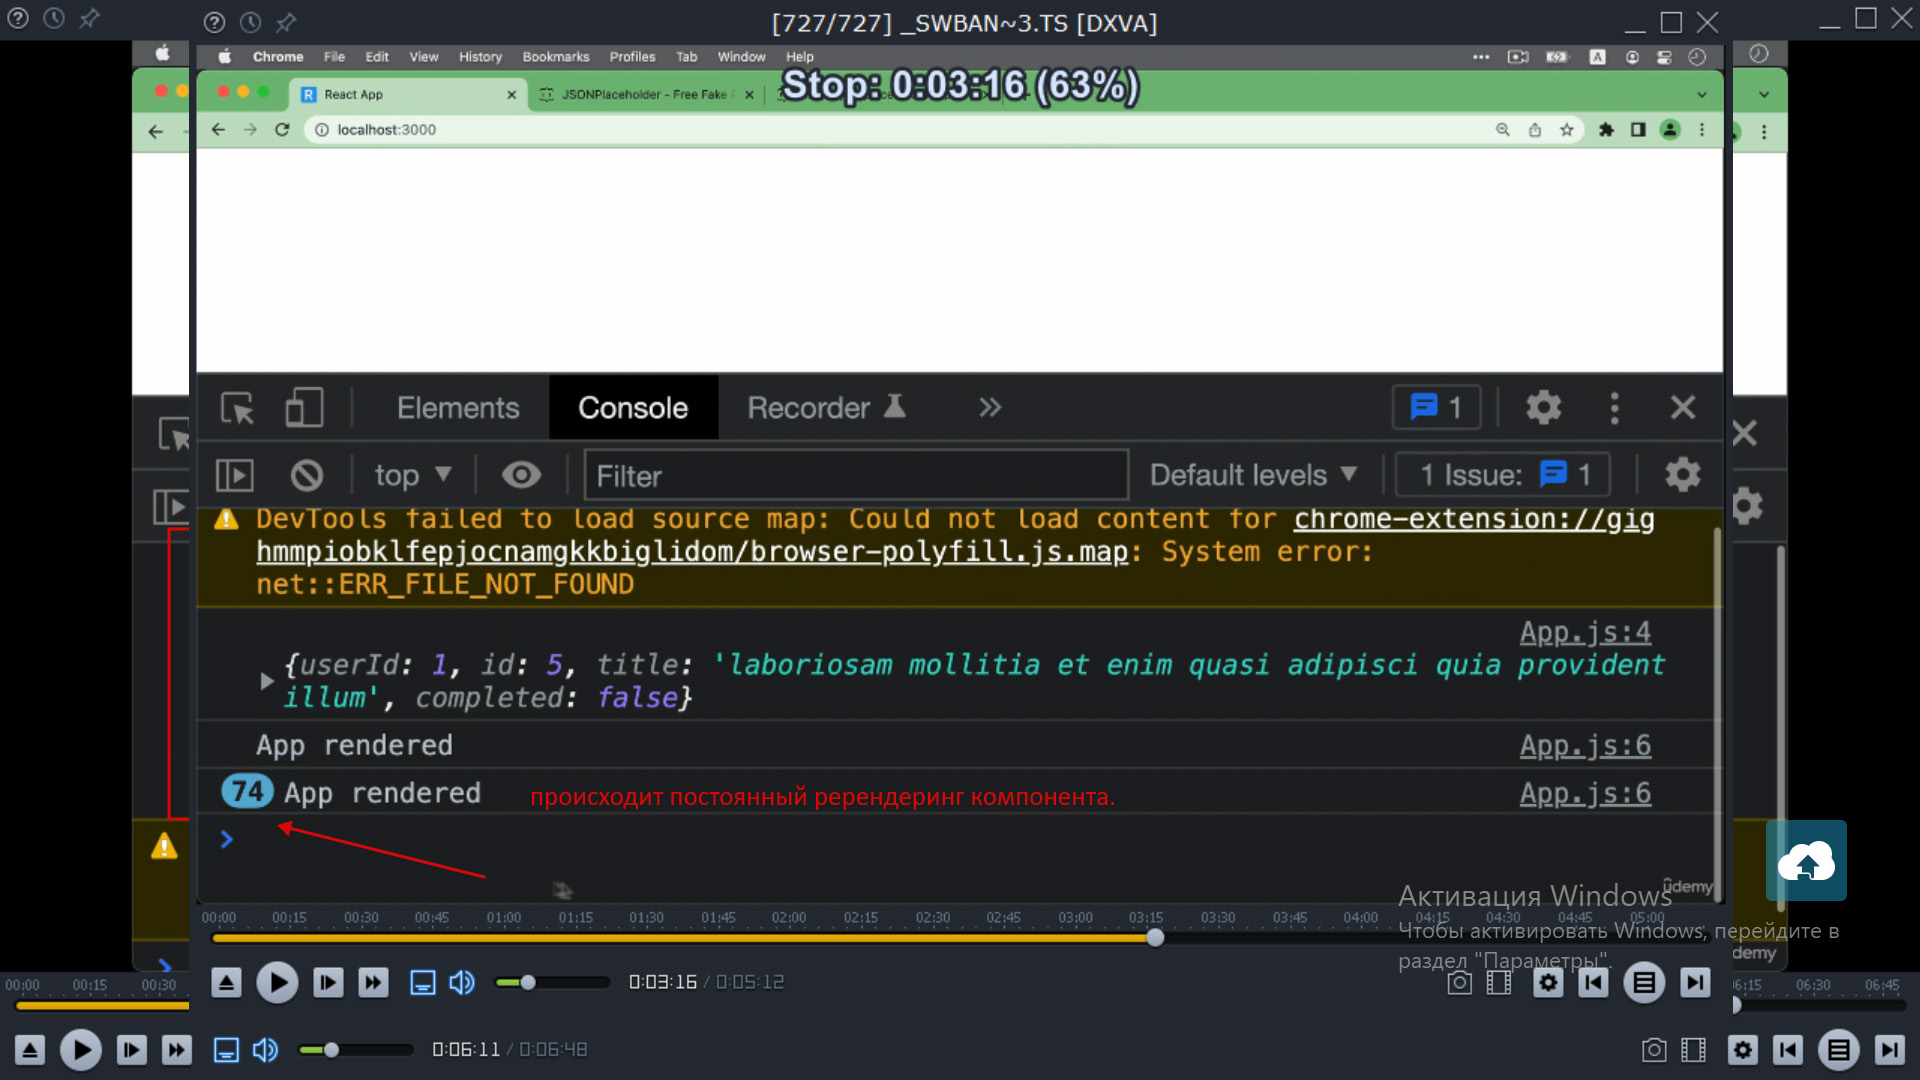 [727/727] _SWBAN~3.TS [DXVA]
Chrome File Edit View History Bookmarks Profiles Tab Window Help
Stop: 0:03:16 (63%)
React App
JSONPlaceholder - Free Fake
localhost:3000
Elements Console Recorder 1
top Filter Default levels 1 Issue: 1
DevTools failed to load source map: Could not load content for chrome-extension://gig
hmmpiobklfepjocnamgkkbiglidom/browser-polyfill.js.map: System error:
net::ERR_FILE_NOT_FOUND
App.js:4
{userId: 1, id: 5, title: 'laboriosam mollitia et enim quasi adipisci quia provident
illum', completed: false}
App rendered App.js:6
74 App rendered происходит постоянный ререндеринг компонента. App.js:6
ûdemy
Активация Windows
00:00 00:15 00:30 00:45 01:00 01:15 01:30 01:45 02:00 02:15 02:30 02:45 03:00 03:15 03:30 03:45 04:00 04:15 04:30 04:45 05:00
Чтобы активировать Windows, перейдите в
раздел "Параметры".
demy
0:03:16 / 0:05:12
00:00 00:15 00:30 06:15 06:30 06:45
0:06:11 / 0:06:48